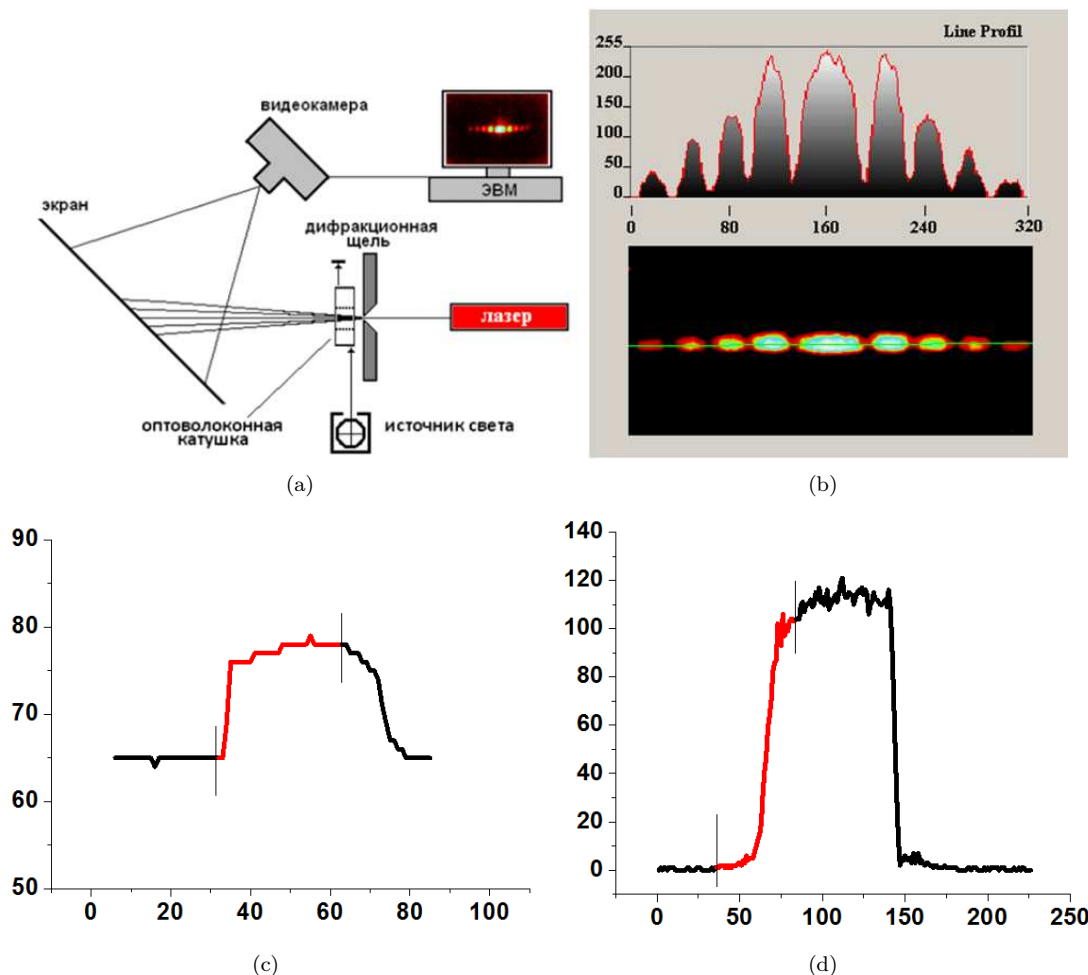 видеокамера
ЭВМ
экран
дифракционная
щель
лазер
оптоволоконная
катушка
источник света
(a)
Line Profil
255
200
150
100
50
0
0 80 160 240 320
(b)
90
80
70
60
50
0 20 40 60 80 100
(c)
140
120
100
80
60
40
20
0
0 50 100 150 200 250
(d)